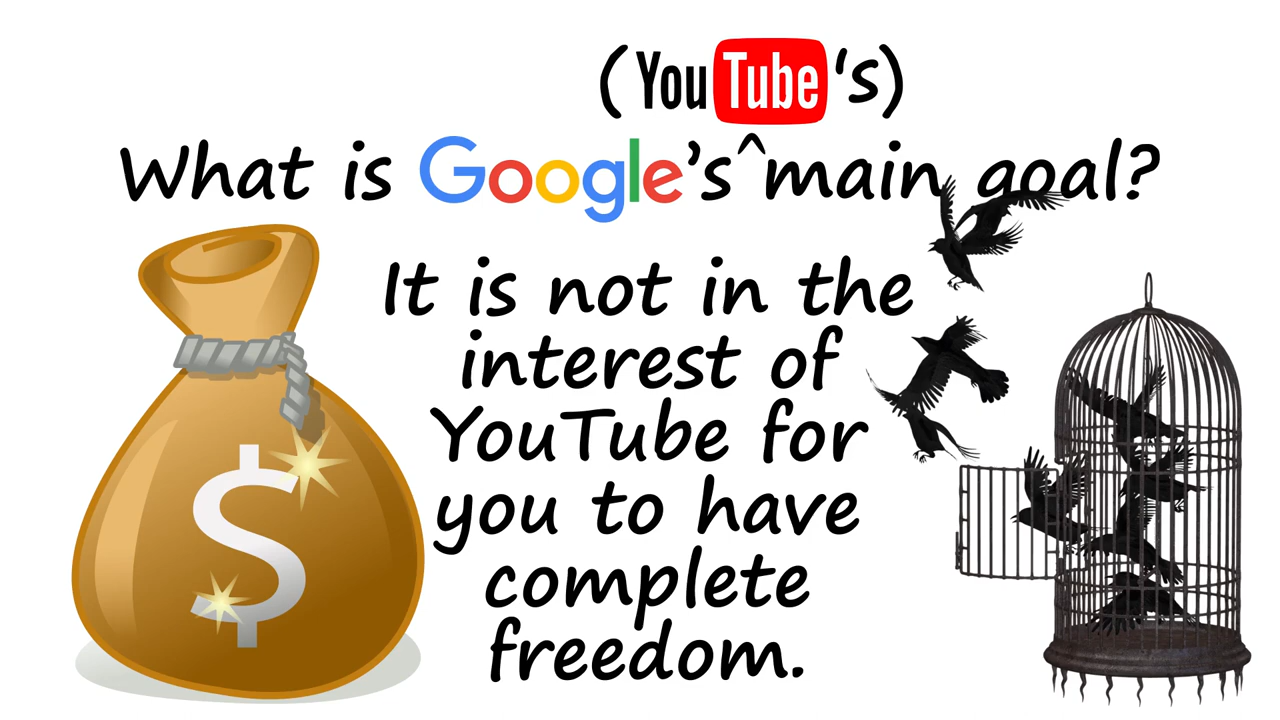 (YouTube's)
What is Google's^main goal?
It is not in the
interest of
YouTube for
you to have
complete
freedom.
$